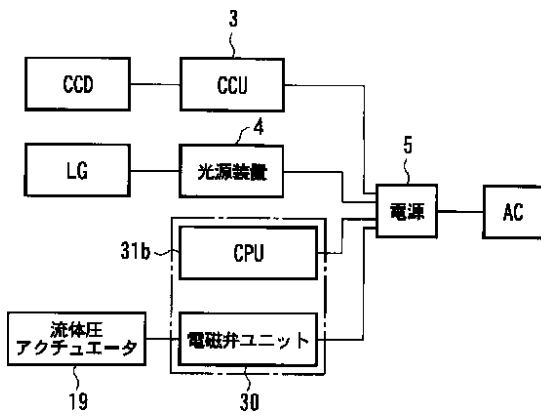 3
CCD
CCU
4
LG
光源装置
5
電源
AC
31b
CPU
流体圧
アクチュエータ
電磁弁ユニット
19
30